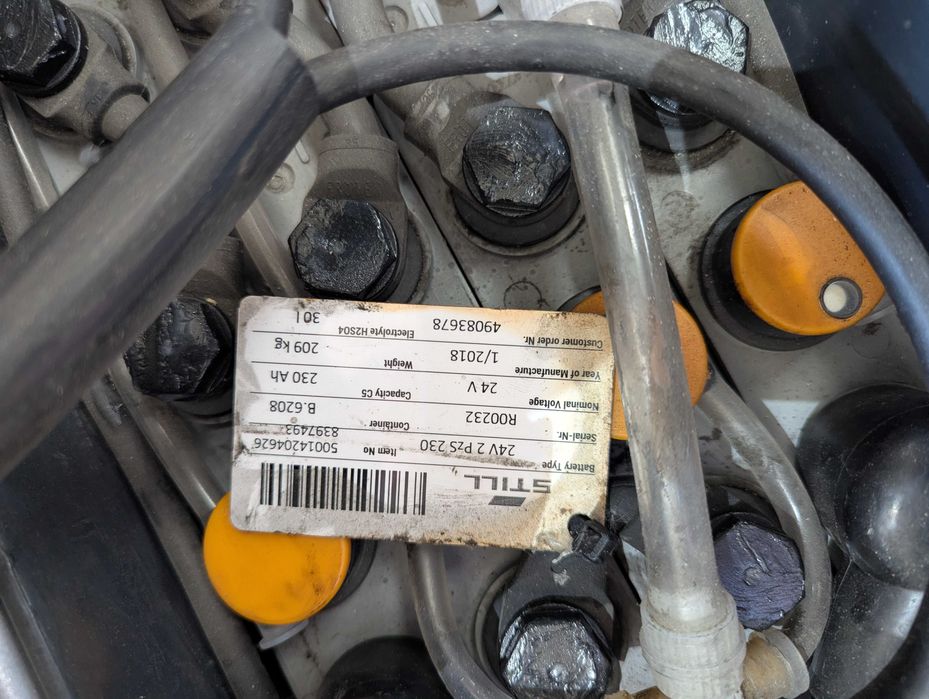 STILL
Battery Type 24V 2 PzS 230 Item No 50014204626
8397493
Serial-Nr. R00232 Container B.6208
Nominal Voltage 24 V Capacity C5 230 Ah
Year of Manufacture 1/2018 Weight 209 kg
Customer order Nr. 49083678 Electrolyte H2SO4 30 l